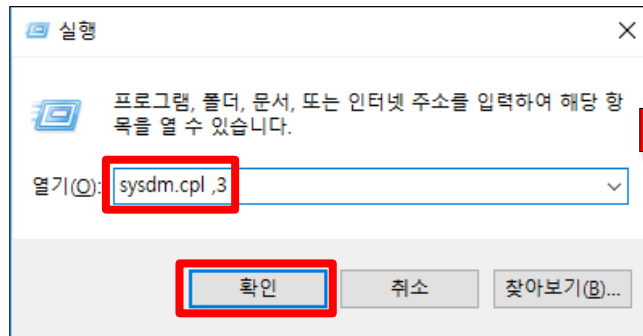 실행
프로그램, 폴더, 문서, 또는 인터넷 주소를 입력하여 해당 항
목을 열 수 있습니다.
열기(O): sysdm.cpl ,3
확인 취소 찾아보기(B)...